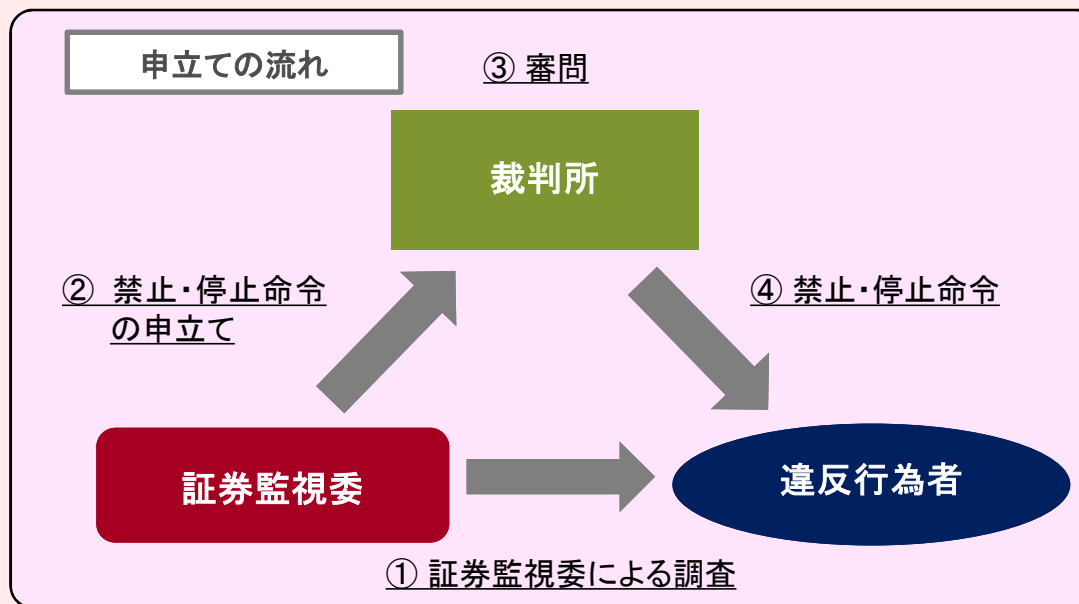 申立ての流れ
③ 審問
裁判所
② 禁止・停止命令
の申立て
④ 禁止・停止命令
証券監視委
違反行為者
① 証券監視委による調査